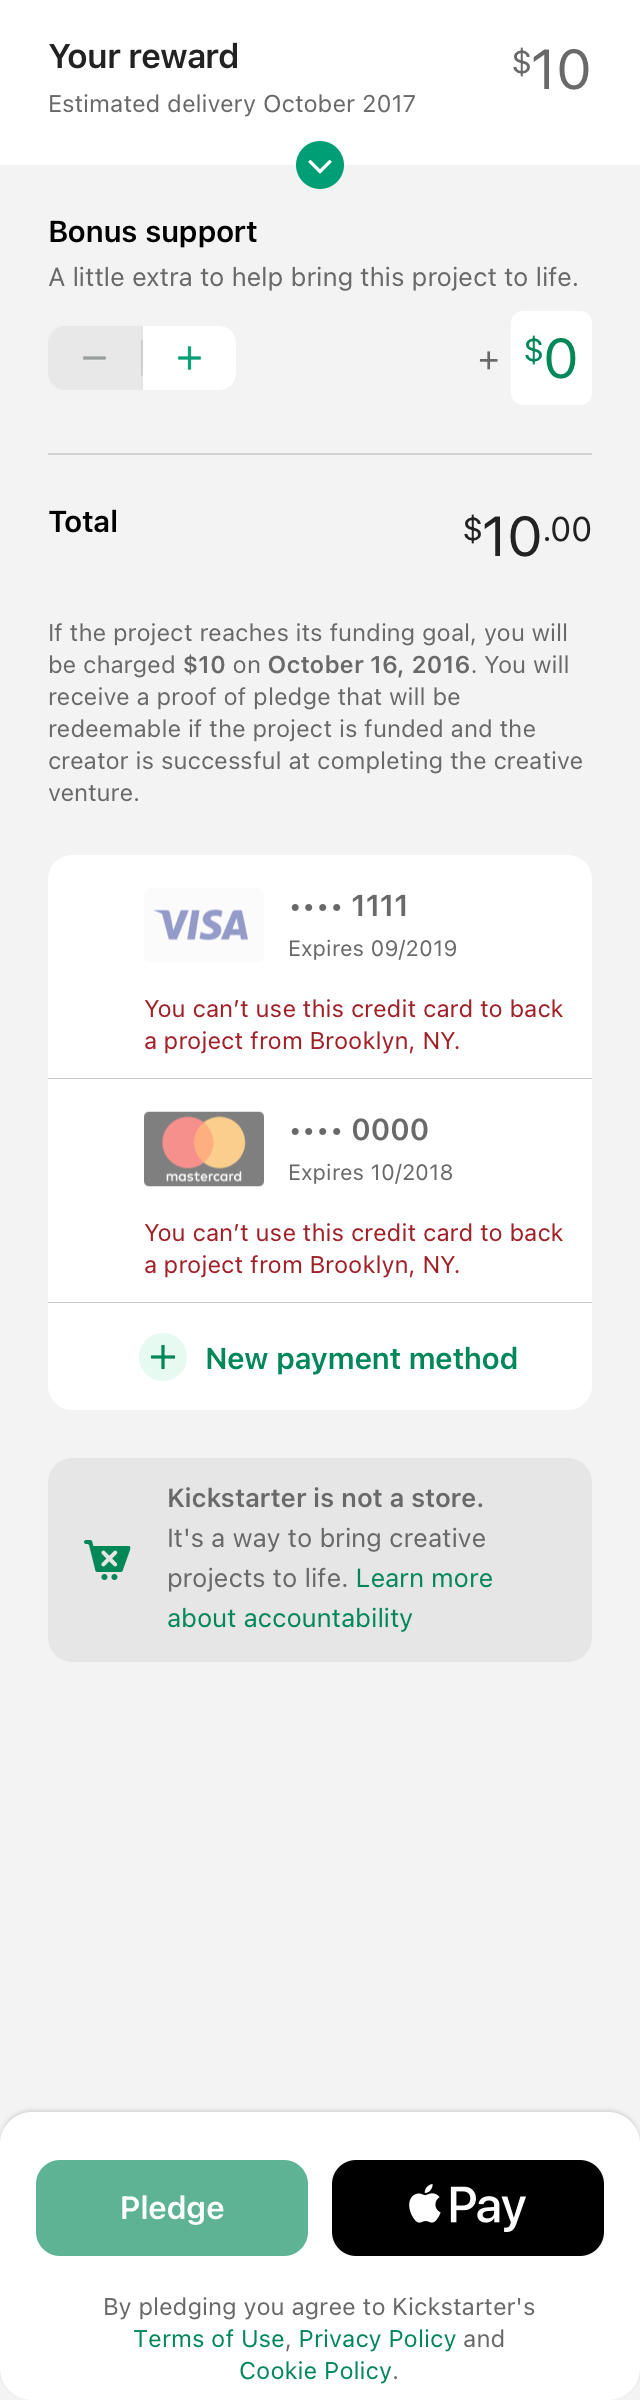 Your reward
$10
Estimated delivery October 2017
Bonus support
A little extra to help bring this project to life.
− +
+ $0
Total
$10.00
If the project reaches its funding goal, you will
be charged $10 on October 16, 2016. You will
receive a proof of pledge that will be
redeemable if the project is funded and the
creator is successful at completing the creative
venture.
VISA
•••• 1111
Expires 09/2019
You can’t use this credit card to back
a project from Brooklyn, NY.
mastercard
•••• 0000
Expires 10/2018
You can’t use this credit card to back
a project from Brooklyn, NY.
+ New payment method
Kickstarter is not a store.
It's a way to bring creative
projects to life. Learn more
about accountability
Pledge
Pay
By pledging you agree to Kickstarter's
Terms of Use, Privacy Policy and
Cookie Policy.